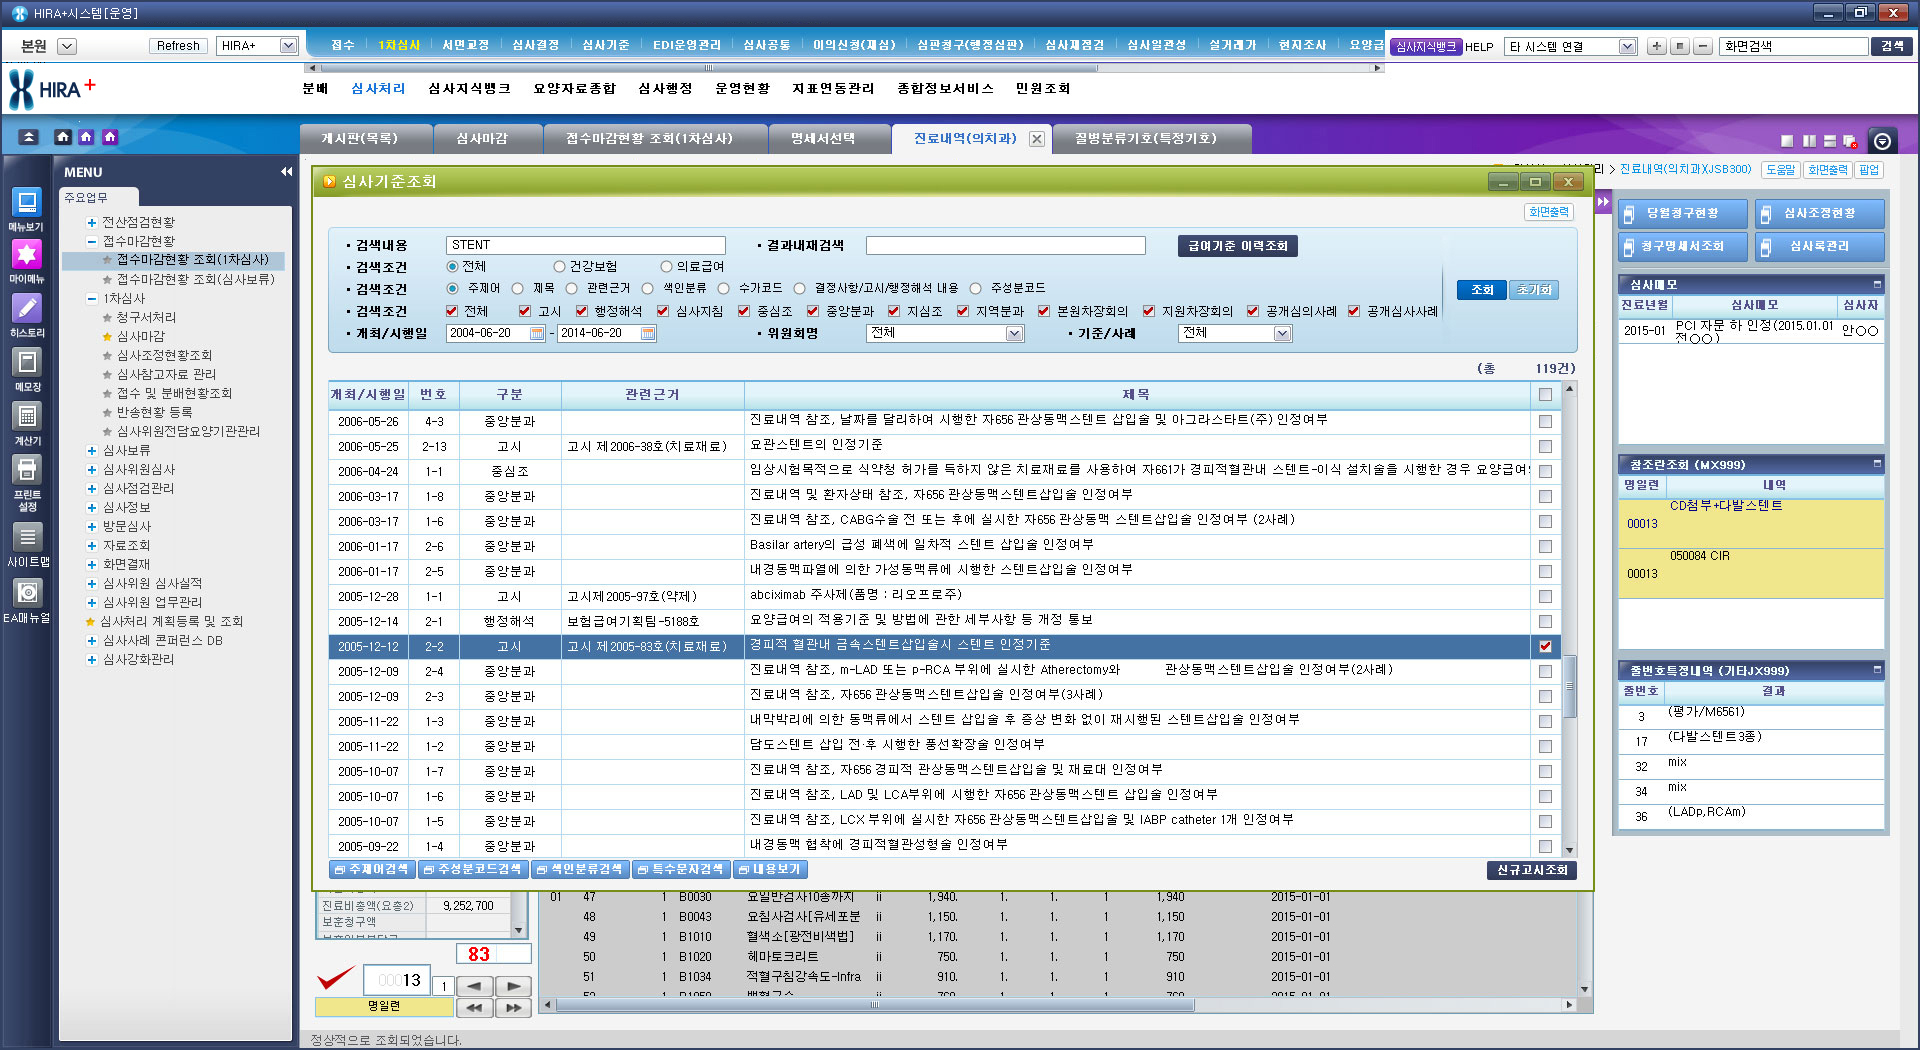 HIRA+시스템[운영]
본원 Refresh HIRA+ 접수 1차심사 서면교정 심사결정 심사기준 EDI운영관리 심사공통 이의신청(재심) 심판청구(행정심판) 심사재점검 심사일관성 실거래가 현지조사 요양급 심사지식뱅크 HELP 타 시스템 연결 화면검색 검색
HIRA+ 분배 심사처리 심사지식뱅크 요양자료종합 심사행정 운영현황 지표연동관리 종합정보서비스 민원조회
게시판(목록) 심사마감 접수마감현황 조회(1차심사) 명세서선택 진료내역(의치과) 질병분류기호(특정기호)
> 진료내역(의치과)(JSB300) 도움말 화면출력 팝업
MENU
주요업무
메뉴보기
마이메뉴
히스토리
메모장
계산기
프린트
설정
사이트맵
EA매뉴얼
전산점검현황
접수마감현황
접수마감현황 조회(1차심사)
접수마감현황 조회(심사보류)
1차심사
청구서처리
심사마감
심사조정현황조회
심사참고자료 관리
접수 및 분배현황조회
반송현황 등록
심사위원전담요양기관관리
심사보류
심사위원심사
심사점검관리
심사정보
방문심사
자료조회
화면결재
심사위원 심사실적
심사위원 업무관리
심사처리 계획등록 및 조회
심사사례 콘퍼런스 DB
심사강화관리
심사기준조회
화면출력
검색내용 STENT 결과내재검색 급여기준 이력조회
검색조건 전체 건강보험 의료급여
검색조건 주제어 제목 관련근거 색인분류 수가코드 결정사항/고시/행정해석 내용 주성분코드 조회 초기화
검색조건 전체 고시 행정해석 심사지침 중심조 중앙분과 지심조 지역분과 본원차장회의 지원차장회의 공개심의사례 공개심사사례
개최/시행일 2004-06-20 - 2014-06-20 위원회명 전체 기준/사례 전체
(총 119건)
개최/시행일 번호 구분 관련근거 제목
2006-05-26 4-3 중앙분과 진료내역 참조, 날짜를 달리하여 시행한 자656 관상동맥스텐트 삽입술 및 아그라스타트(주) 인정여부
2006-05-25 2-13 고시 고시 제2006-38호(치료재료) 요관스텐트의 인정기준
2006-04-24 1-1 중심조 임상시험목적으로 식약청 허가를 득하지 않은 치료재료를 사용하여 자661가 경피적혈관내 스텐트-이식 설치술을 시행한 경우 요양급여
2006-03-17 1-8 중앙분과 진료내역 및 환자상태 참조, 자656 관상동맥스텐트삽입술 인정여부
2006-03-17 1-6 중앙분과 진료내역 참조, CABG수술 전 또는 후에 실시한 자656 관상동맥 스텐트삽입술 인정여부 (2사례)
2006-01-17 2-6 중앙분과 Basilar artery의 급성 폐색에 일차적 스텐트 삽입술 인정여부
2006-01-17 2-5 중앙분과 내경동맥파열에 의한 가성동맥류에 시행한 스텐트삽입술 인정여부
2005-12-28 1-1 고시 고시제2005-97호(약제) abciximab 주사제(품명 : 리오프로주)
2005-12-14 2-1 행정해석 보험급여기획팀-5188호 요양급여의 적용기준 및 방법에 관한 세부사항 등 개정 통보
2005-12-12 2-2 고시 고시 제2005-83호(치료재료) 경피적 혈관내 금속스텐트삽입술시 스텐트 인정기준
2005-12-09 2-4 중앙분과 진료내역 참조, m-LAD 또는 p-RCA 부위에 실시한 Atherectomy와 관상동맥스텐트삽입술 인정여부(2사례)
2005-12-09 2-3 중앙분과 진료내역 참조, 자656 관상동맥스텐트삽입술 인정여부(3사례)
2005-11-22 1-3 중앙분과 내막박리에 의한 동맥류에서 스텐트 삽입술 후 증상 변화 없이 재시행된 스텐트삽입술 인정여부
2005-11-22 1-2 중앙분과 담도스텐트 삽입 전·후 시행한 풍선확장술 인정여부
2005-10-07 1-7 중앙분과 진료내역 참조, 자656 경피적 관상동맥스텐트삽입술 및 재료대 인정여부
2005-10-07 1-6 중앙분과 진료내역 참조, LAD 및 LCA부위에 시행한 자656 관상동맥스텐트 삽입술 인정여부
2005-10-07 1-5 중앙분과 진료내역 참조, LCX 부위에 실시한 자656 관상동맥스텐트삽입술 및 IABP catheter 1개 인정여부
2005-09-22 1-4 중앙분과 내경동맥 협착에 경피적혈관성형술 인정여부
주제어검색 주성분코드검색 색인분류검색 특수문자검색 내용보기 신규고시조회
당월청구현황 심사조정현황
청구명세서조회 심사록관리
심사메모
진료년월 심사메모 심사자
2015-01 PCI 자문 하 인정(2015.01.01 안○○
전○○)
참조란조회 (MX999)
명일련 내역
00013 CD첨부+다발스텐트
00013 050084 CIR
줄번호특정내역 (기타JX999)
줄번호 결과
3 (평가/M6561)
17 (다발스텐트3종)
32 mix
34 mix
36 (LADp,RCAm)
진료비총액(요총2) 9,252,700
보훈청구액
83
00013 1
명일련
01 47 1 B0030 요일반검사10종까지 ii 1,940. 1. 1. 1 1,940 2015-01-01
48 1 B0043 요침사검사[유세포분 ii 1,150. 1. 1. 1 1,150 2015-01-01
49 1 B1010 혈색소[광전비색법] ii 1,170. 1. 1. 1 1,170 2015-01-01
50 1 B1020 헤마토크리트 ii 750. 1. 1. 1 750 2015-01-01
51 1 B1034 적혈구침강속도-Infra ii 910. 1. 1. 1 910 2015-01-01
정상적으로 조회되었습니다.